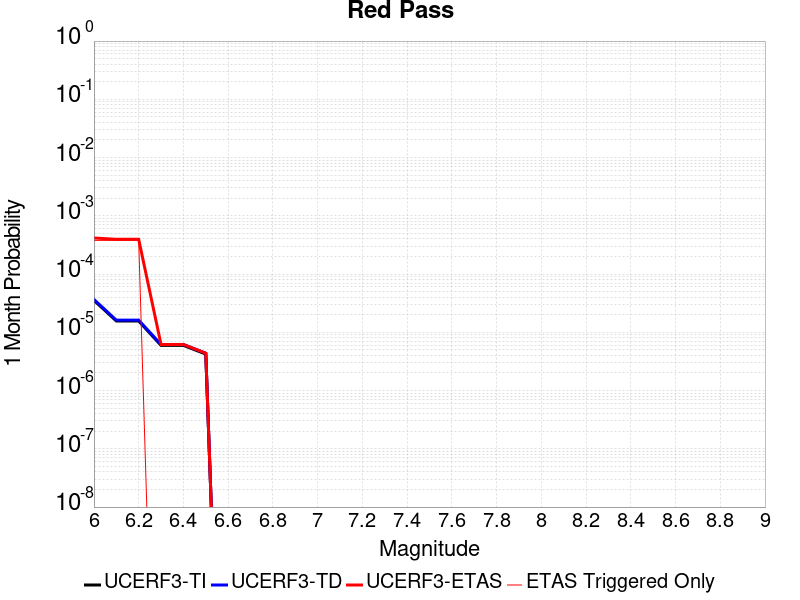 Red Pass
10^0
10^-1
10^-2
10^-3
10^-4
10^-5
10^-6
10^-7
10^-8
1 Month Probability
6 6.2 6.4 6.6 6.8 7 7.2 7.4 7.6 7.8 8 8.2 8.4 8.6 8.8 9
Magnitude
UCERF3-TI UCERF3-TD UCERF3-ETAS ETAS Triggered Only